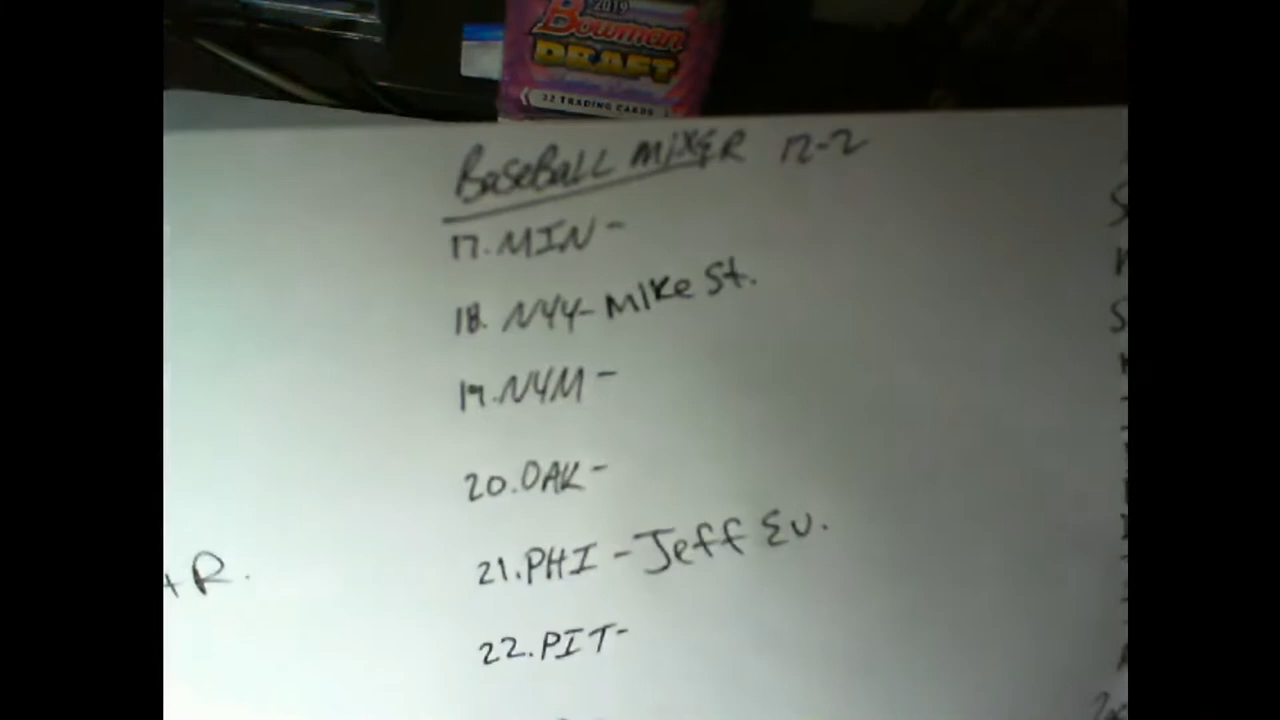 2019
Bowman
DRAFT
32 TRADING CARDS
BaseBall MIXER 12-2
17. MIN -
18. NYY - Mike St.
19. NYM -
20. OAK -
21. PHI - Jeff Ev.
22. PIT -
R.